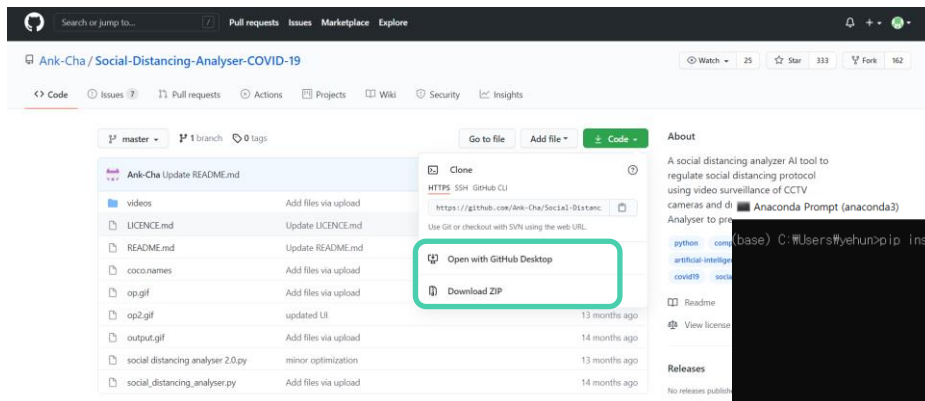 Search or jump to... / Pull requests Issues Marketplace Explore
Ank-Cha / Social-Distancing-Analyser-COVID-19
Watch 25 Star 333 Fork 162
<> Code Issues 7 Pull requests Actions Projects Wiki Security Insights
master 1 branch 0 tags Go to file Add file Code
Ank-Cha Update README.md
videos Add files via upload
LICENCE.md Update LICENCE.md
README.md Update README.md
coco.names Add files via upload
op.gif Add files via upload
op2.gif updated UI 13 months ago
output.gif Add files via upload 14 months ago
social distancing analyser 2.0.py minor optimization 13 months ago
social_distancing_analyser.py Add files via upload 14 months ago
Clone
HTTPS SSH GitHub CLI
https://github.com/Ank-Cha/Social-Distanc
Use Git or checkout with SVN using the web URL.
Open with GitHub Desktop
Download ZIP
About
A social distancing analyzer AI tool to
regulate social distancing protocol
using video surveillance of CCTV
cameras and
Analyser to
python
covid19
Readme
View license
Releases
No releases
Anaconda Prompt (anaconda3)
(base) C:₩Users₩yehun>pip ins